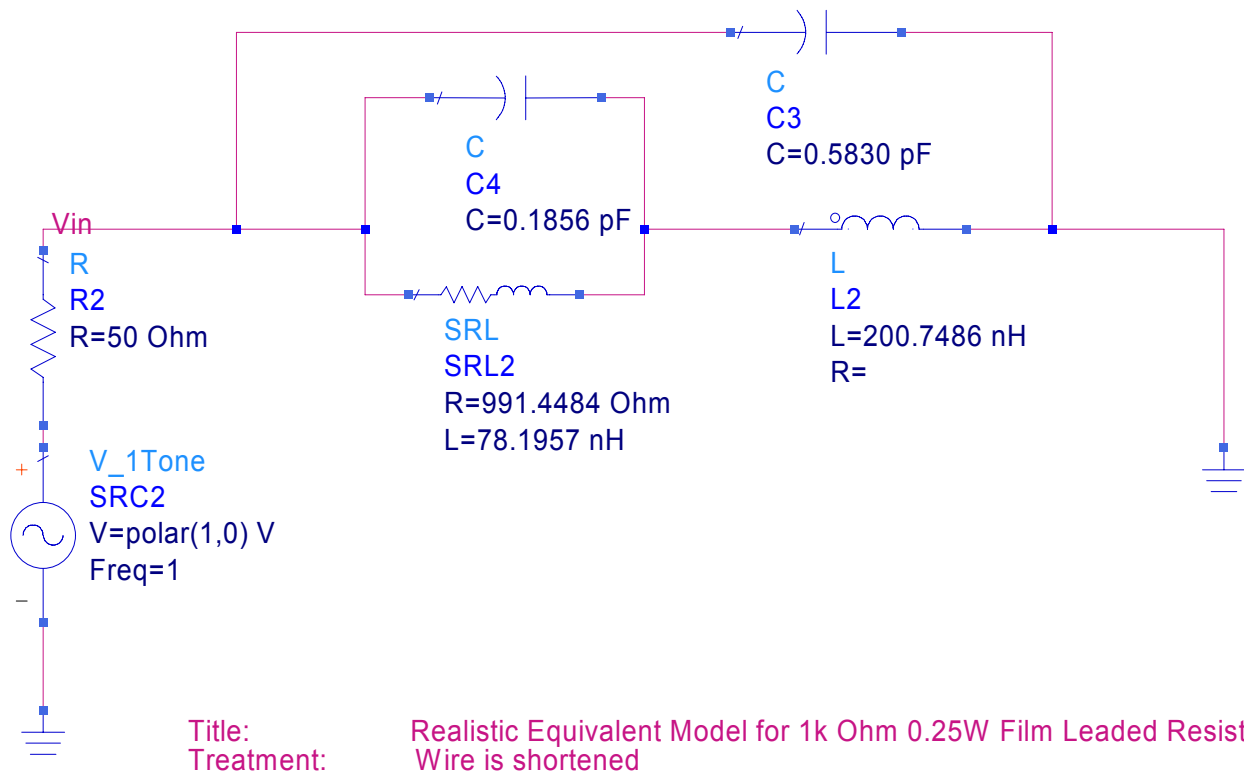 C
C3
C=0.5830 pF
C
C4
C=0.1856 pF
Vin
R
R2
R=50 Ohm
L
L2
L=200.7486 nH
R=
SRL
SRL2
R=991.4484 Ohm
L=78.1957 nH
+
V_1Tone
SRC2
V=polar(1,0) V
Freq=1
–
Title: Realistic Equivalent Model for 1k Ohm 0.25W Film Leaded Resist
Treatment: Wire is shortened